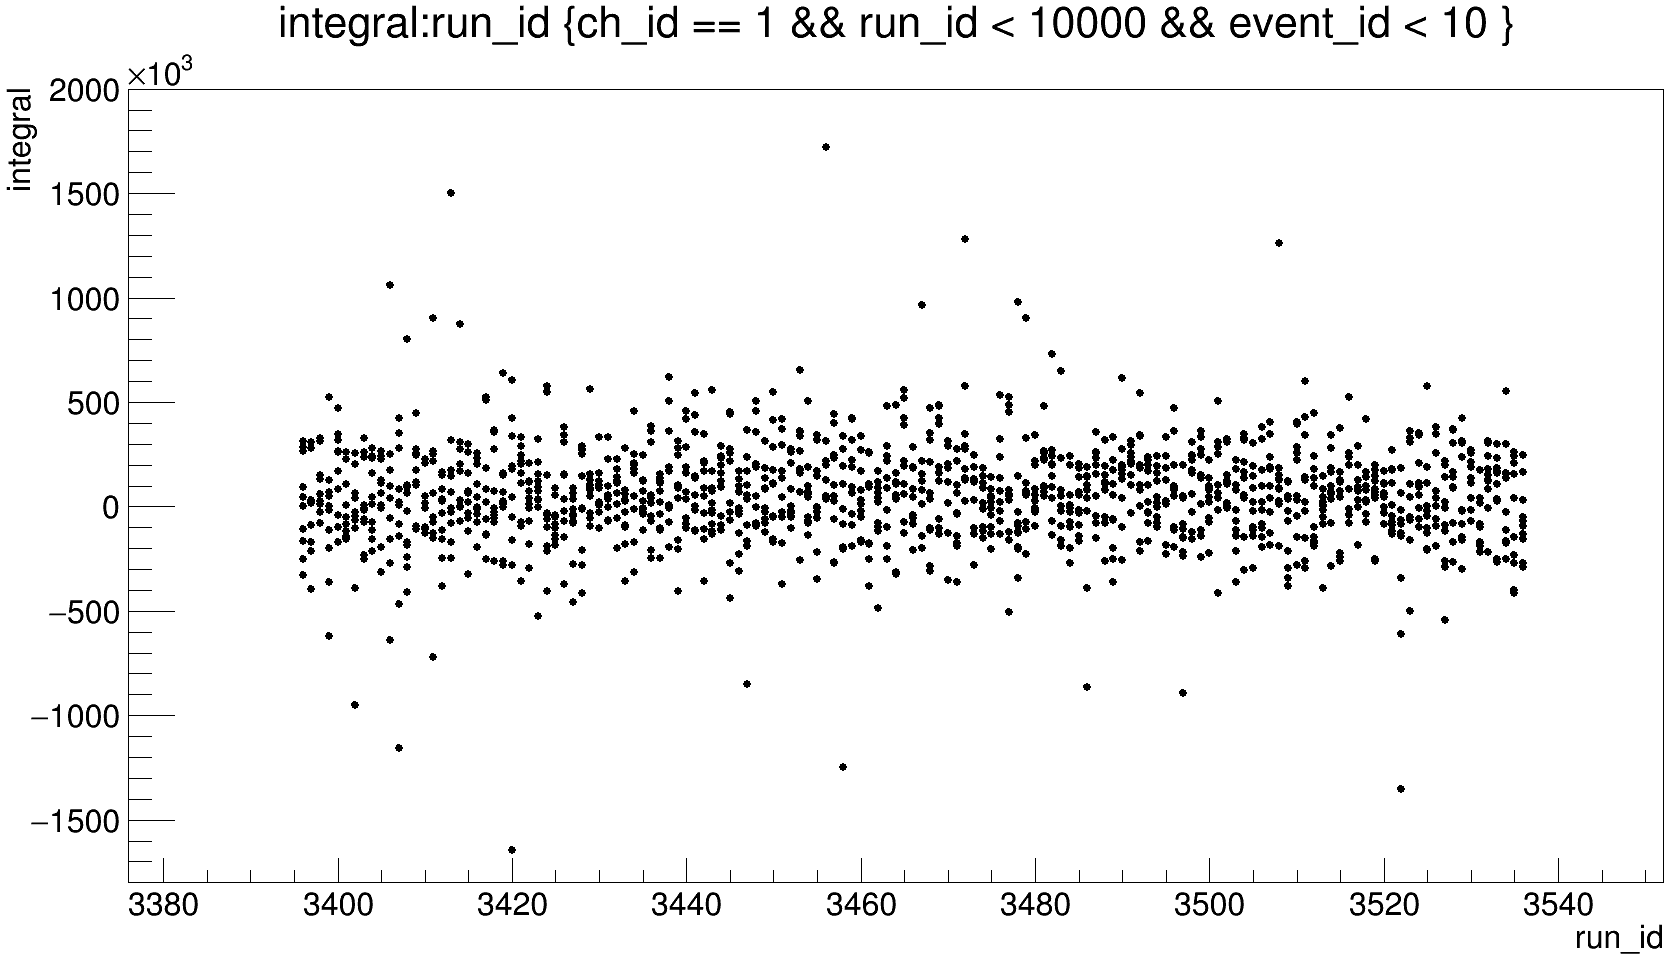 integral:run_id {ch_id == 1 && run_id < 10000 && event_id < 10 }
×10³
integral
2000
1500
1000
500
0
−500
−1000
−1500
3380 3400 3420 3440 3460 3480 3500 3520 3540
run_id